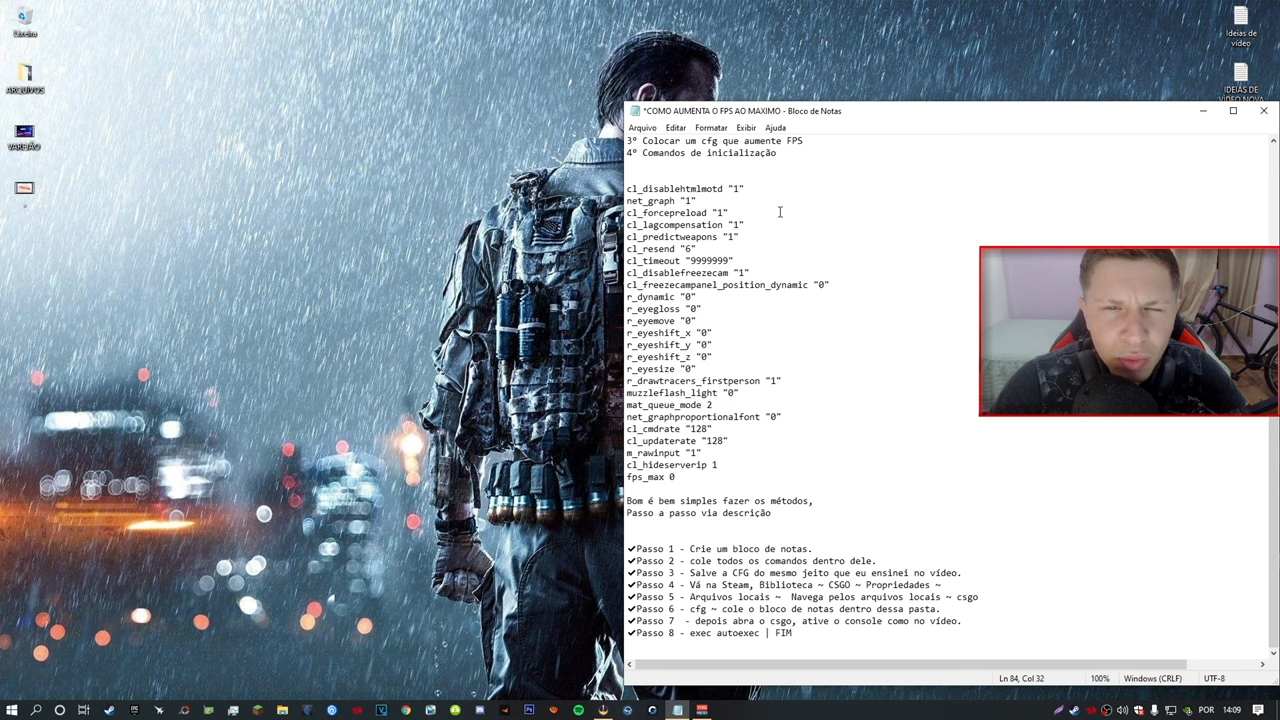 Lixeira
ARQUIVOS
VAREJÃO
Ideias de
vídeo
IDEIAS DE
VÍDEO NOVA
*COMO AUMENTA O FPS AO MAXIMO - Bloco de Notas
Arquivo Editar Formatar Exibir Ajuda
3º Colocar um cfg que aumente FPS
4º Comandos de inicialização
cl_disablehtmlmotd "1"
net_graph "1"
cl_forcepreload "1"
cl_lagcompensation "1"
cl_predictweapons "1"
cl_resend "6"
cl_timeout "9999999"
cl_disablefreezecam "1"
cl_freezecampanel_position_dynamic "0"
r_dynamic "0"
r_eyegloss "0"
r_eyemove "0"
r_eyeshift_x "0"
r_eyeshift_y "0"
r_eyeshift_z "0"
r_eyesize "0"
r_drawtracers_firstperson "1"
muzzleflash_light "0"
mat_queue_mode 2
net_graphproportionalfont "0"
cl_cmdrate "128"
cl_updaterate "128"
m_rawinput "1"
cl_hideserverip 1
fps_max 0
Bom é bem simples fazer os métodos,
Passo a passo via descrição
✔Passo 1 - Crie um bloco de notas.
✔Passo 2 - cole todos os comandos dentro dele.
✔Passo 3 - Salve a CFG do mesmo jeito que eu ensinei no vídeo.
✔Passo 4 - Vá na Steam, Biblioteca ~ CSGO ~ Propriedades ~
✔Passo 5 - Arquivos locais ~  Navega pelos arquivos locais ~ csgo
✔Passo 6 - cfg ~ cole o bloco de notas dentro dessa pasta.
✔Passo 7  - depois abra o csgo, ative o console como no vídeo.
✔Passo 8 - exec autoexec | FIM
Ln 84, Col 32 100% Windows (CRLF) UTF-8
POR 14:09